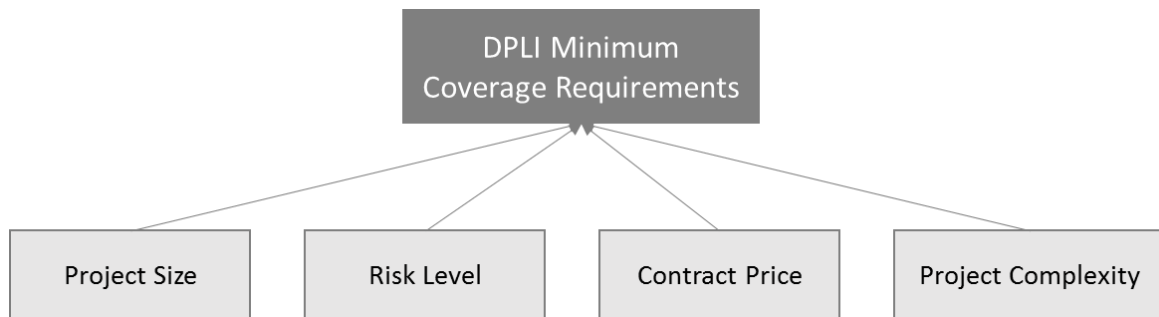 DPLI Minimum
Coverage Requirements
Project Size
Risk Level
Contract Price
Project Complexity